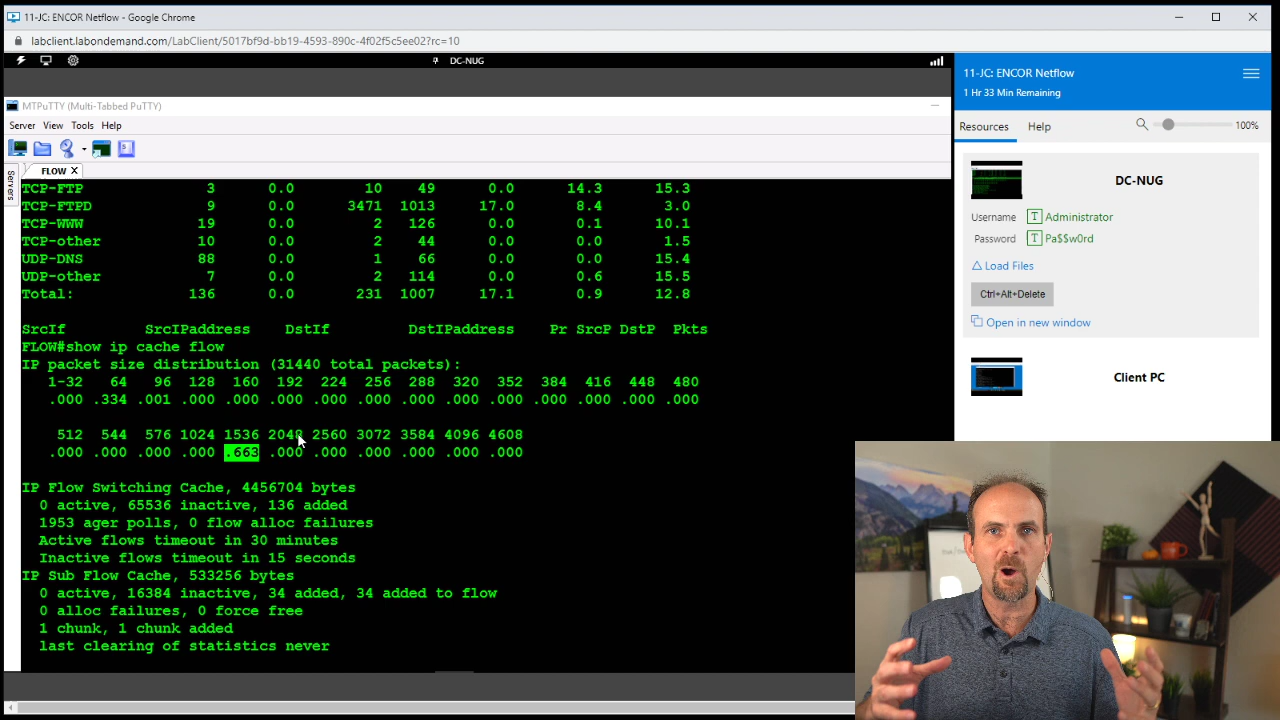 11-JC: ENCOR Netflow - Google Chrome
labclient.labondemand.com/LabClient/5017bf9d-bb19-4593-890c-4f02f5c5ee02?rc=10
DC-NUG
MTPuTTY (Multi-Tabbed PuTTY)
Server View Tools Help
Servers
FLOW X
TCP-FTP 3 0.0 10 49 0.0 14.3 15.3
TCP-FTPD 9 0.0 3471 1013 17.0 8.4 3.0
TCP-WWW 19 0.0 2 126 0.0 0.1 10.1
TCP-other 10 0.0 2 44 0.0 0.0 1.5
UDP-DNS 88 0.0 1 66 0.0 0.0 15.4
UDP-other 7 0.0 2 114 0.0 0.6 15.5
Total: 136 0.0 231 1007 17.1 0.9 12.8
SrcIf SrcIPaddress DstIf DstIPaddress Pr SrcP DstP Pkts
FLOW#show ip cache flow
IP packet size distribution (31440 total packets):
1-32 64 96 128 160 192 224 256 288 320 352 384 416 448 480
.000 .334 .001 .000 .000 .000 .000 .000 .000 .000 .000 .000 .000 .000 .000
512 544 576 1024 1536 2048 2560 3072 3584 4096 4608
.000 .000 .000 .000 .663 .000 .000 .000 .000 .000 .000
IP Flow Switching Cache, 4456704 bytes
0 active, 65536 inactive, 136 added
1953 ager polls, 0 flow alloc failures
Active flows timeout in 30 minutes
Inactive flows timeout in 15 seconds
IP Sub Flow Cache, 533256 bytes
0 active, 16384 inactive, 34 added, 34 added to flow
0 alloc failures, 0 force free
1 chunk, 1 chunk added
last clearing of statistics never
11-JC: ENCOR Netflow
1 Hr 33 Min Remaining
Resources Help 100%
DC-NUG
Username T Administrator
Password T Pa$$w0rd
Load Files
Ctrl+Alt+Delete
Open in new window
Client PC